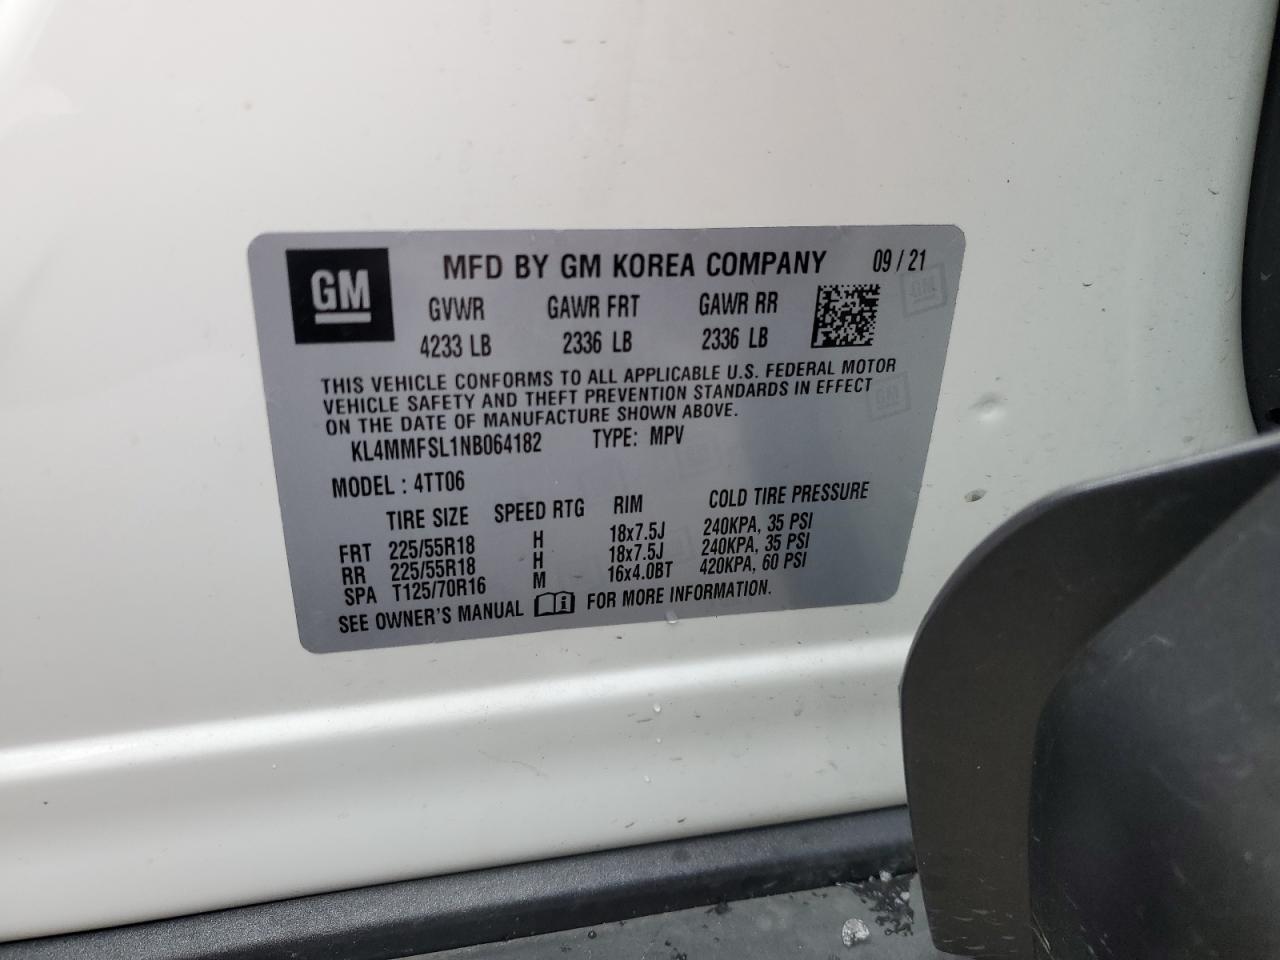 GM
MFD BY GM KOREA COMPANY 09 / 21
GVWR GAWR FRT GAWR RR
4233 LB 2336 LB 2336 LB
THIS VEHICLE CONFORMS TO ALL APPLICABLE U.S. FEDERAL MOTOR
VEHICLE SAFETY AND THEFT PREVENTION STANDARDS IN EFFECT
ON THE DATE OF MANUFACTURE SHOWN ABOVE.
KL4MMFSL1NB064182 TYPE: MPV
MODEL : 4TT06
TIRE SIZE SPEED RTG RIM COLD TIRE PRESSURE
FRT 225/55R18 H 18x7.5J 240KPA, 35 PSI
RR 225/55R18 H 18x7.5J 240KPA, 35 PSI
SPA T125/70R16 M 16x4.0BT 420KPA, 60 PSI
SEE OWNER'S MANUAL i FOR MORE INFORMATION.
GM
GM